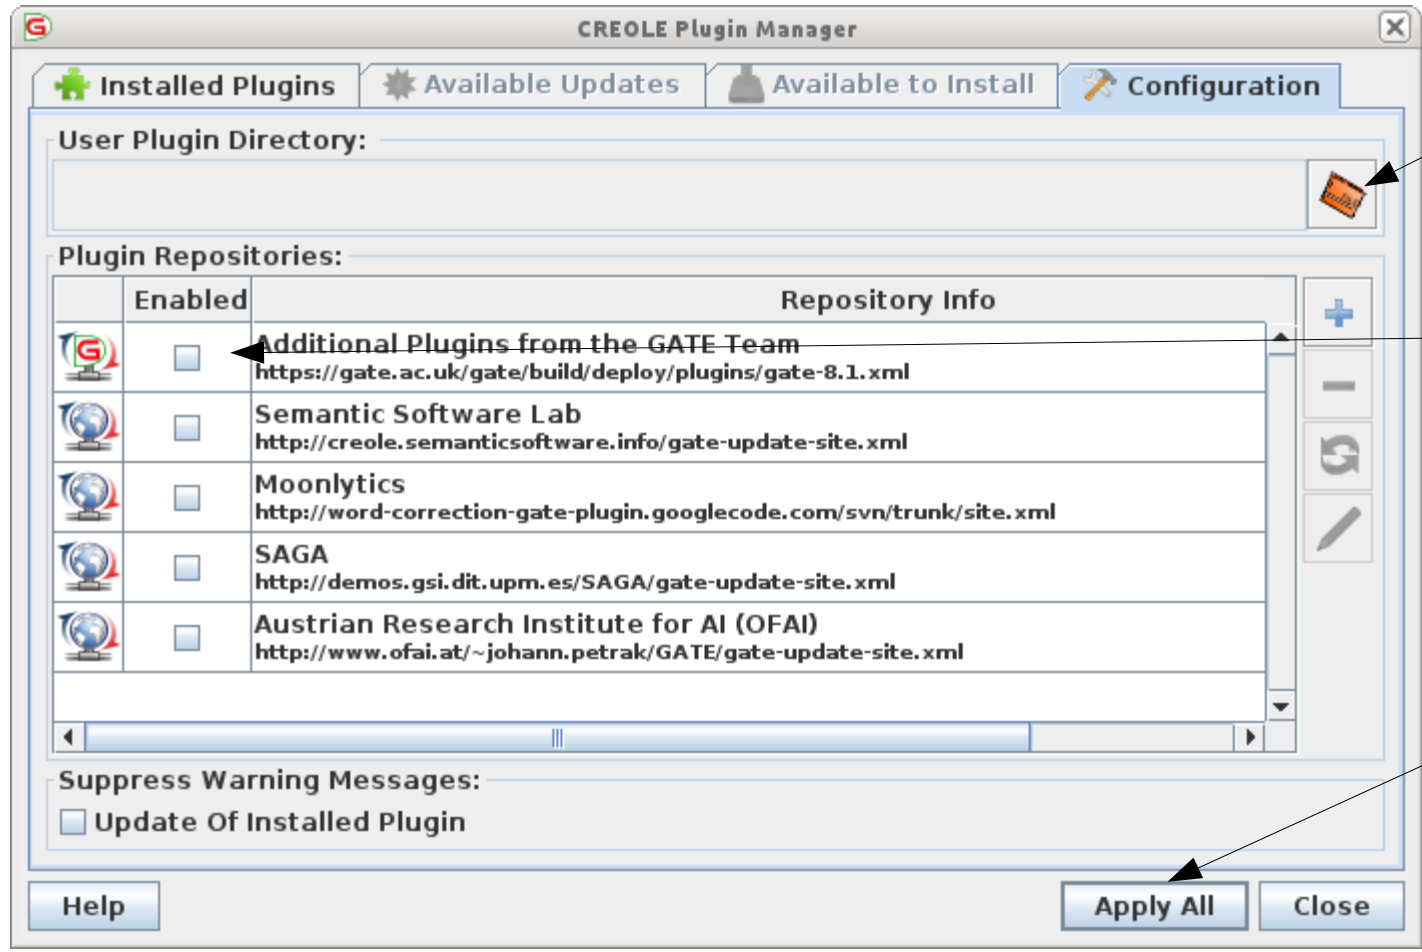 CREOLE Plugin Manager
Installed Plugins
Available Updates
Available to Install
Configuration
User Plugin Directory:
Plugin Repositories:
Enabled
Repository Info
Additional Plugins from the GATE Team
https://gate.ac.uk/gate/build/deploy/plugins/gate-8.1.xml
Semantic Software Lab
http://creole.semanticsoftware.info/gate-update-site.xml
Moonlytics
http://word-correction-gate-plugin.googlecode.com/svn/trunk/site.xml
SAGA
http://demos.gsi.dit.upm.es/SAGA/gate-update-site.xml
Austrian Research Institute for AI (OFAI)
http://www.ofai.at/~johann.petrak/GATE/gate-update-site.xml
Suppress Warning Messages:
Update Of Installed Plugin
Help
Apply All
Close